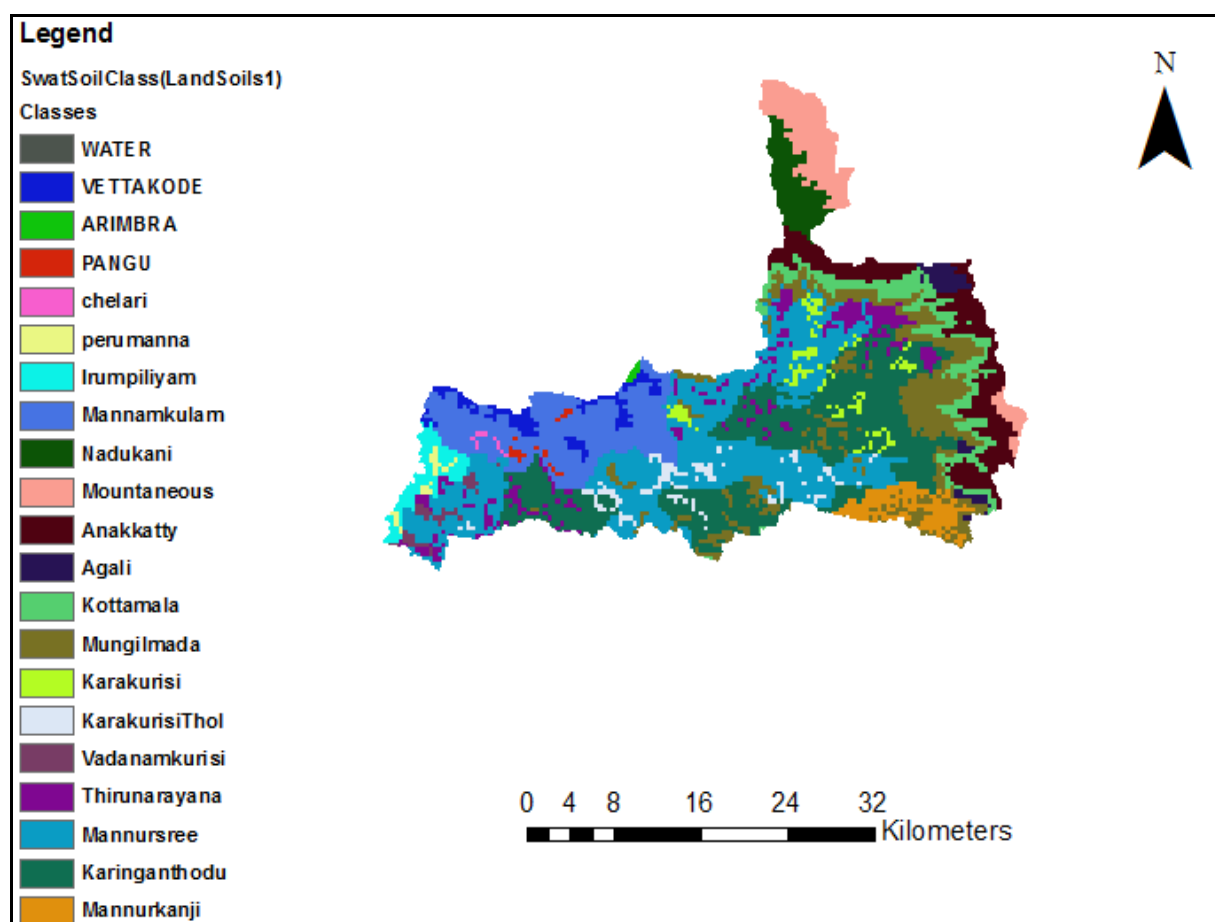 Legend
SwatSoilClass(LandSoils1)
Classes
WATER
VETTAKODE
ARIMBRA
PANGU
chelari
perumanna
Irumpiliyam
Mannamkulam
Nadukani
Mountaneous
Anakkatty
Agali
Kottamala
Mungilmada
Karakurisi
KarakurisiThol
Vadanamkurisi
Thirunarayana
Mannursree
Karinganthodu
Mannurkanji
N
0 4 8 16 24 32
Kilometers